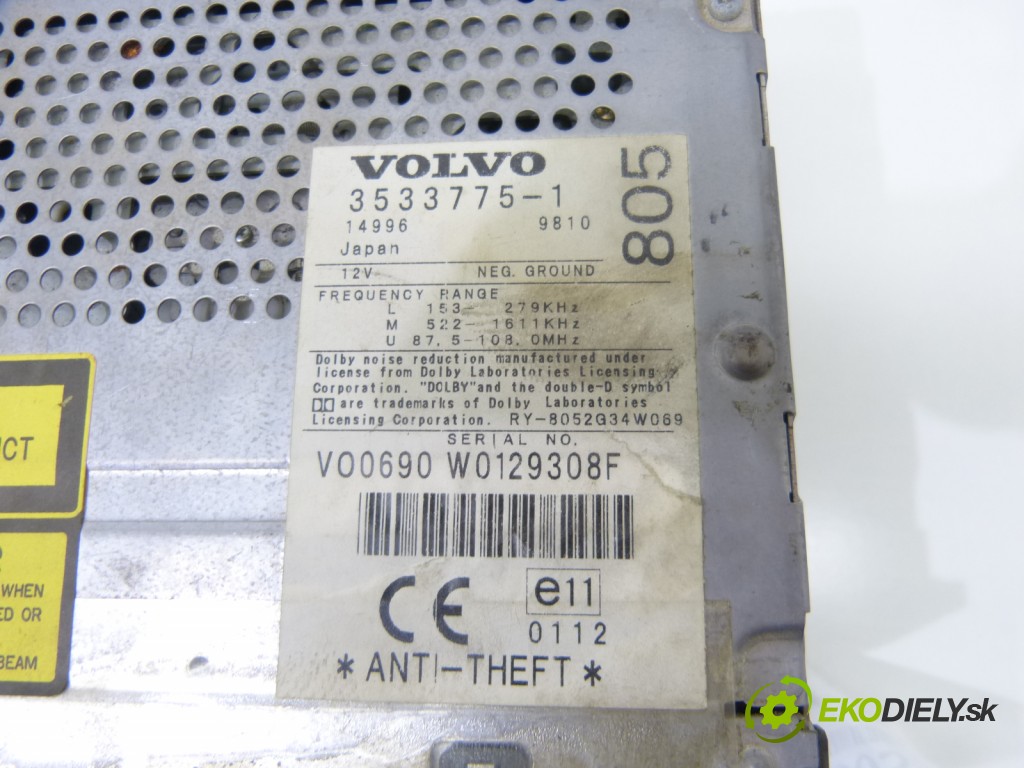 VOLVO
805
3533775-1
14996 9810
Japan
12V NEG. GROUND
FREQUENCY RANGE
L 153- 279KHz
M 522- 1611KHz
U 87.5-108.0MHz
Dolby noise reduction manufactured under
license from Dolby Laboratories Licensing
Corporation. "DOLBY"and the double-D symbol
are trademarks of Dolby Laboratories
Licensing Corporation. RY-8052G34W069
SERIAL NO.
V00690 W0129308F
CE
e11
0112
*ANTI-THEFT*
WHEN
OR
BEAM
EKODIELY.sk